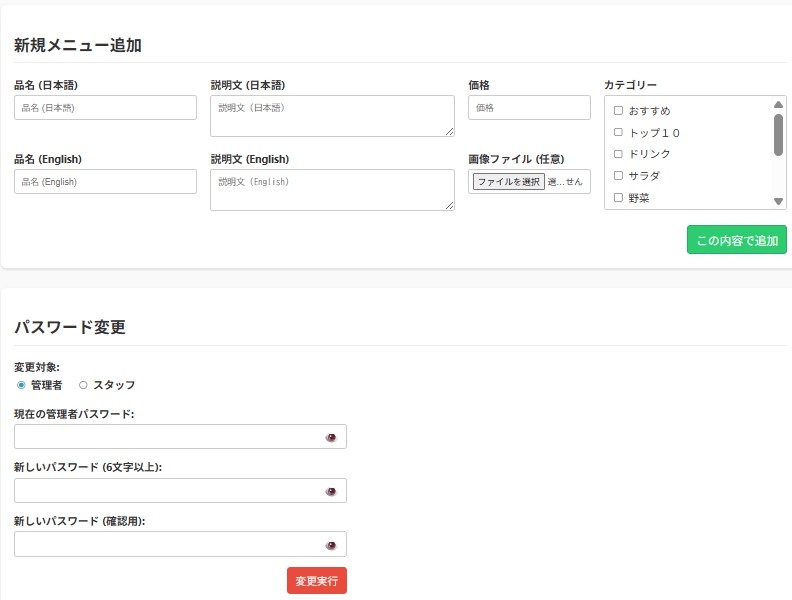 新規メニュー追加
品名 (日本語)
品名 (日本語)
説明文 (日本語)
説明文 (日本語)
価格
価格
カテゴリー
おすすめ
トップ１０
ドリンク
サラダ
野菜
品名 (English)
品名 (English)
説明文 (English)
説明文 (English)
画像ファイル (任意)
ファイルを選択 選...せん
この内容で追加
パスワード変更
変更対象:
管理者 スタッフ
現在の管理者パスワード:
新しいパスワード (6文字以上):
新しいパスワード (確認用):
変更実行